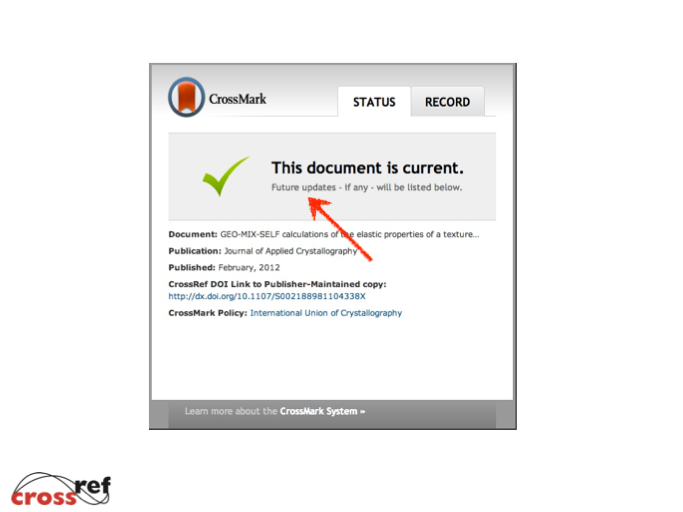 CrossMark
STATUS
RECORD
This document is current.
Future updates - if any - will be listed below.
Document: GEO-MIX-SELF calculations of the elastic properties of a texture...
Publication: Journal of Applied Crystallography
Published: February, 2012
CrossRef DOI Link to Publisher-Maintained copy:
http://dx.doi.org/10.1107/S002188981104338X
CrossMark Policy: International Union of Crystallography
Learn more about the CrossMark System »
crossref